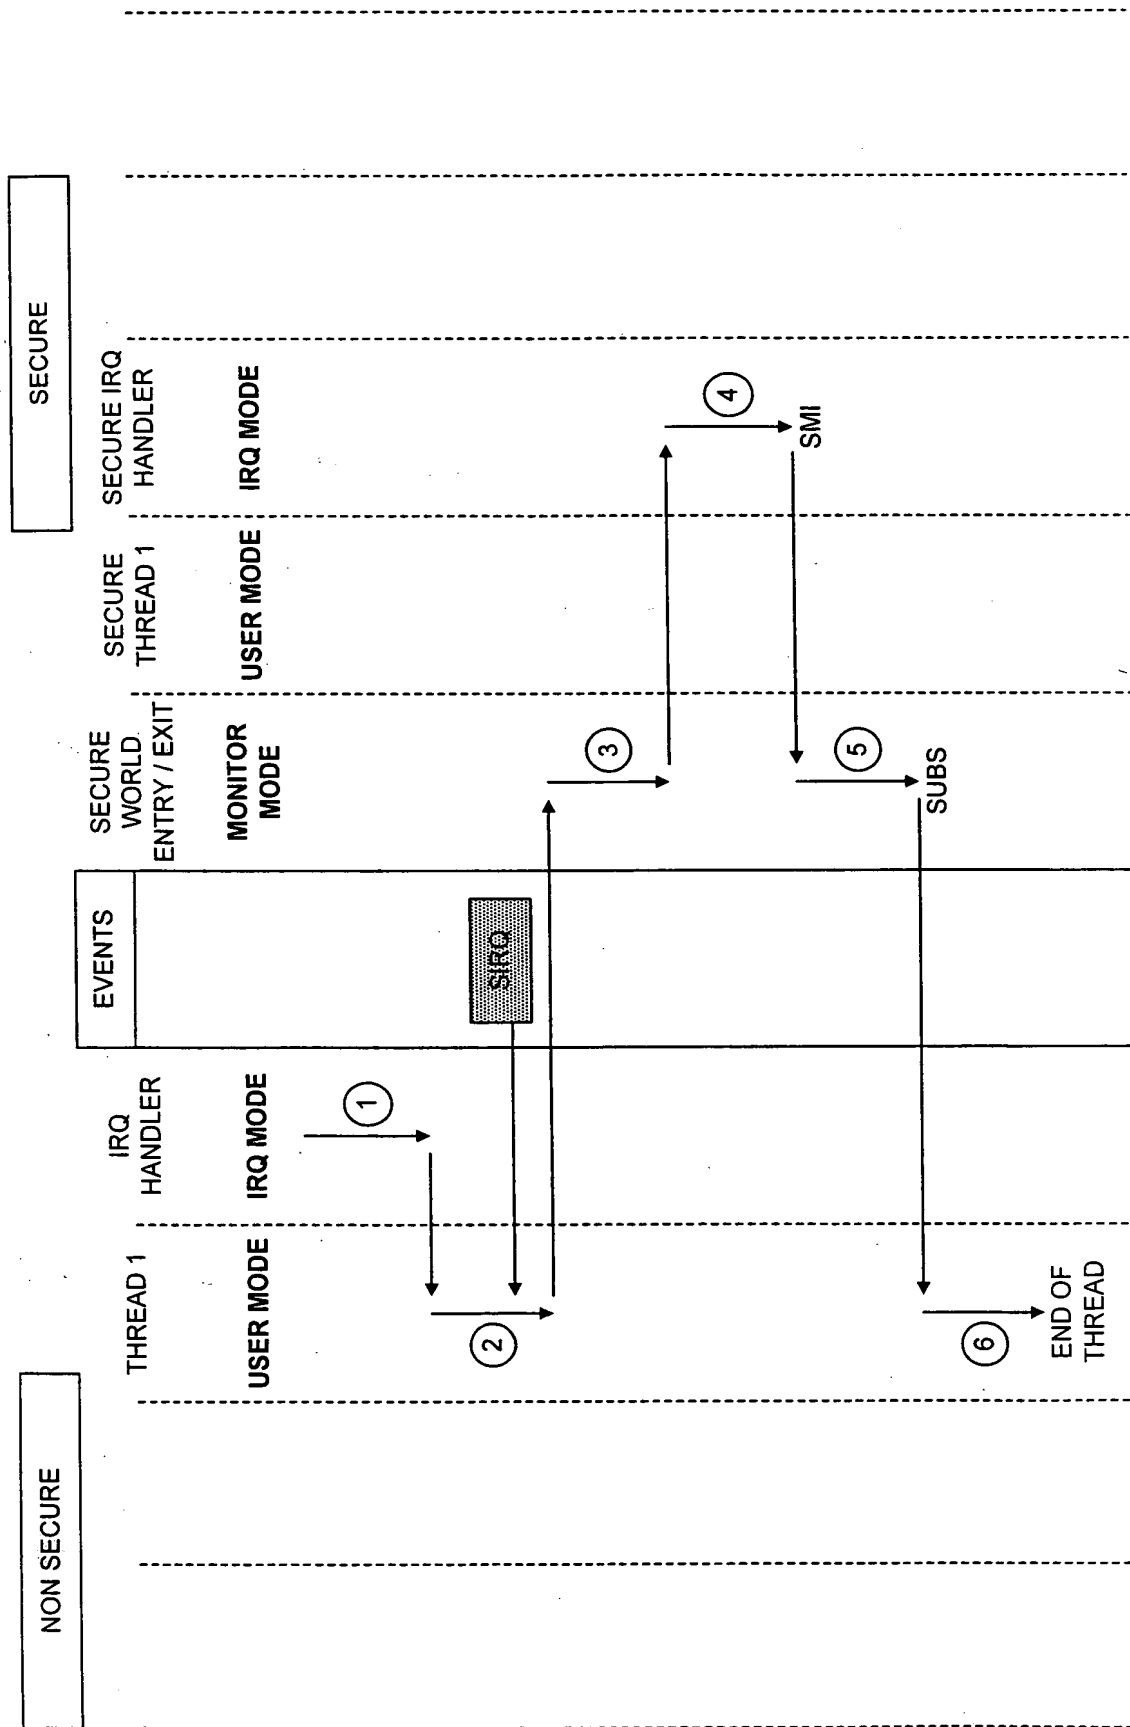 NON SECURE
SECURE
EVENTS
THREAD 1
IRQ
HANDLER
SECURE
WORLD
ENTRY / EXIT
SECURE
THREAD 1
SECURE IRQ
HANDLER
USER MODE
IRQ MODE
MONITOR
MODE
USER MODE
IRQ MODE
1
2
SIRQ
3
4
SMI
5
SUBS
6
END OF
THREAD